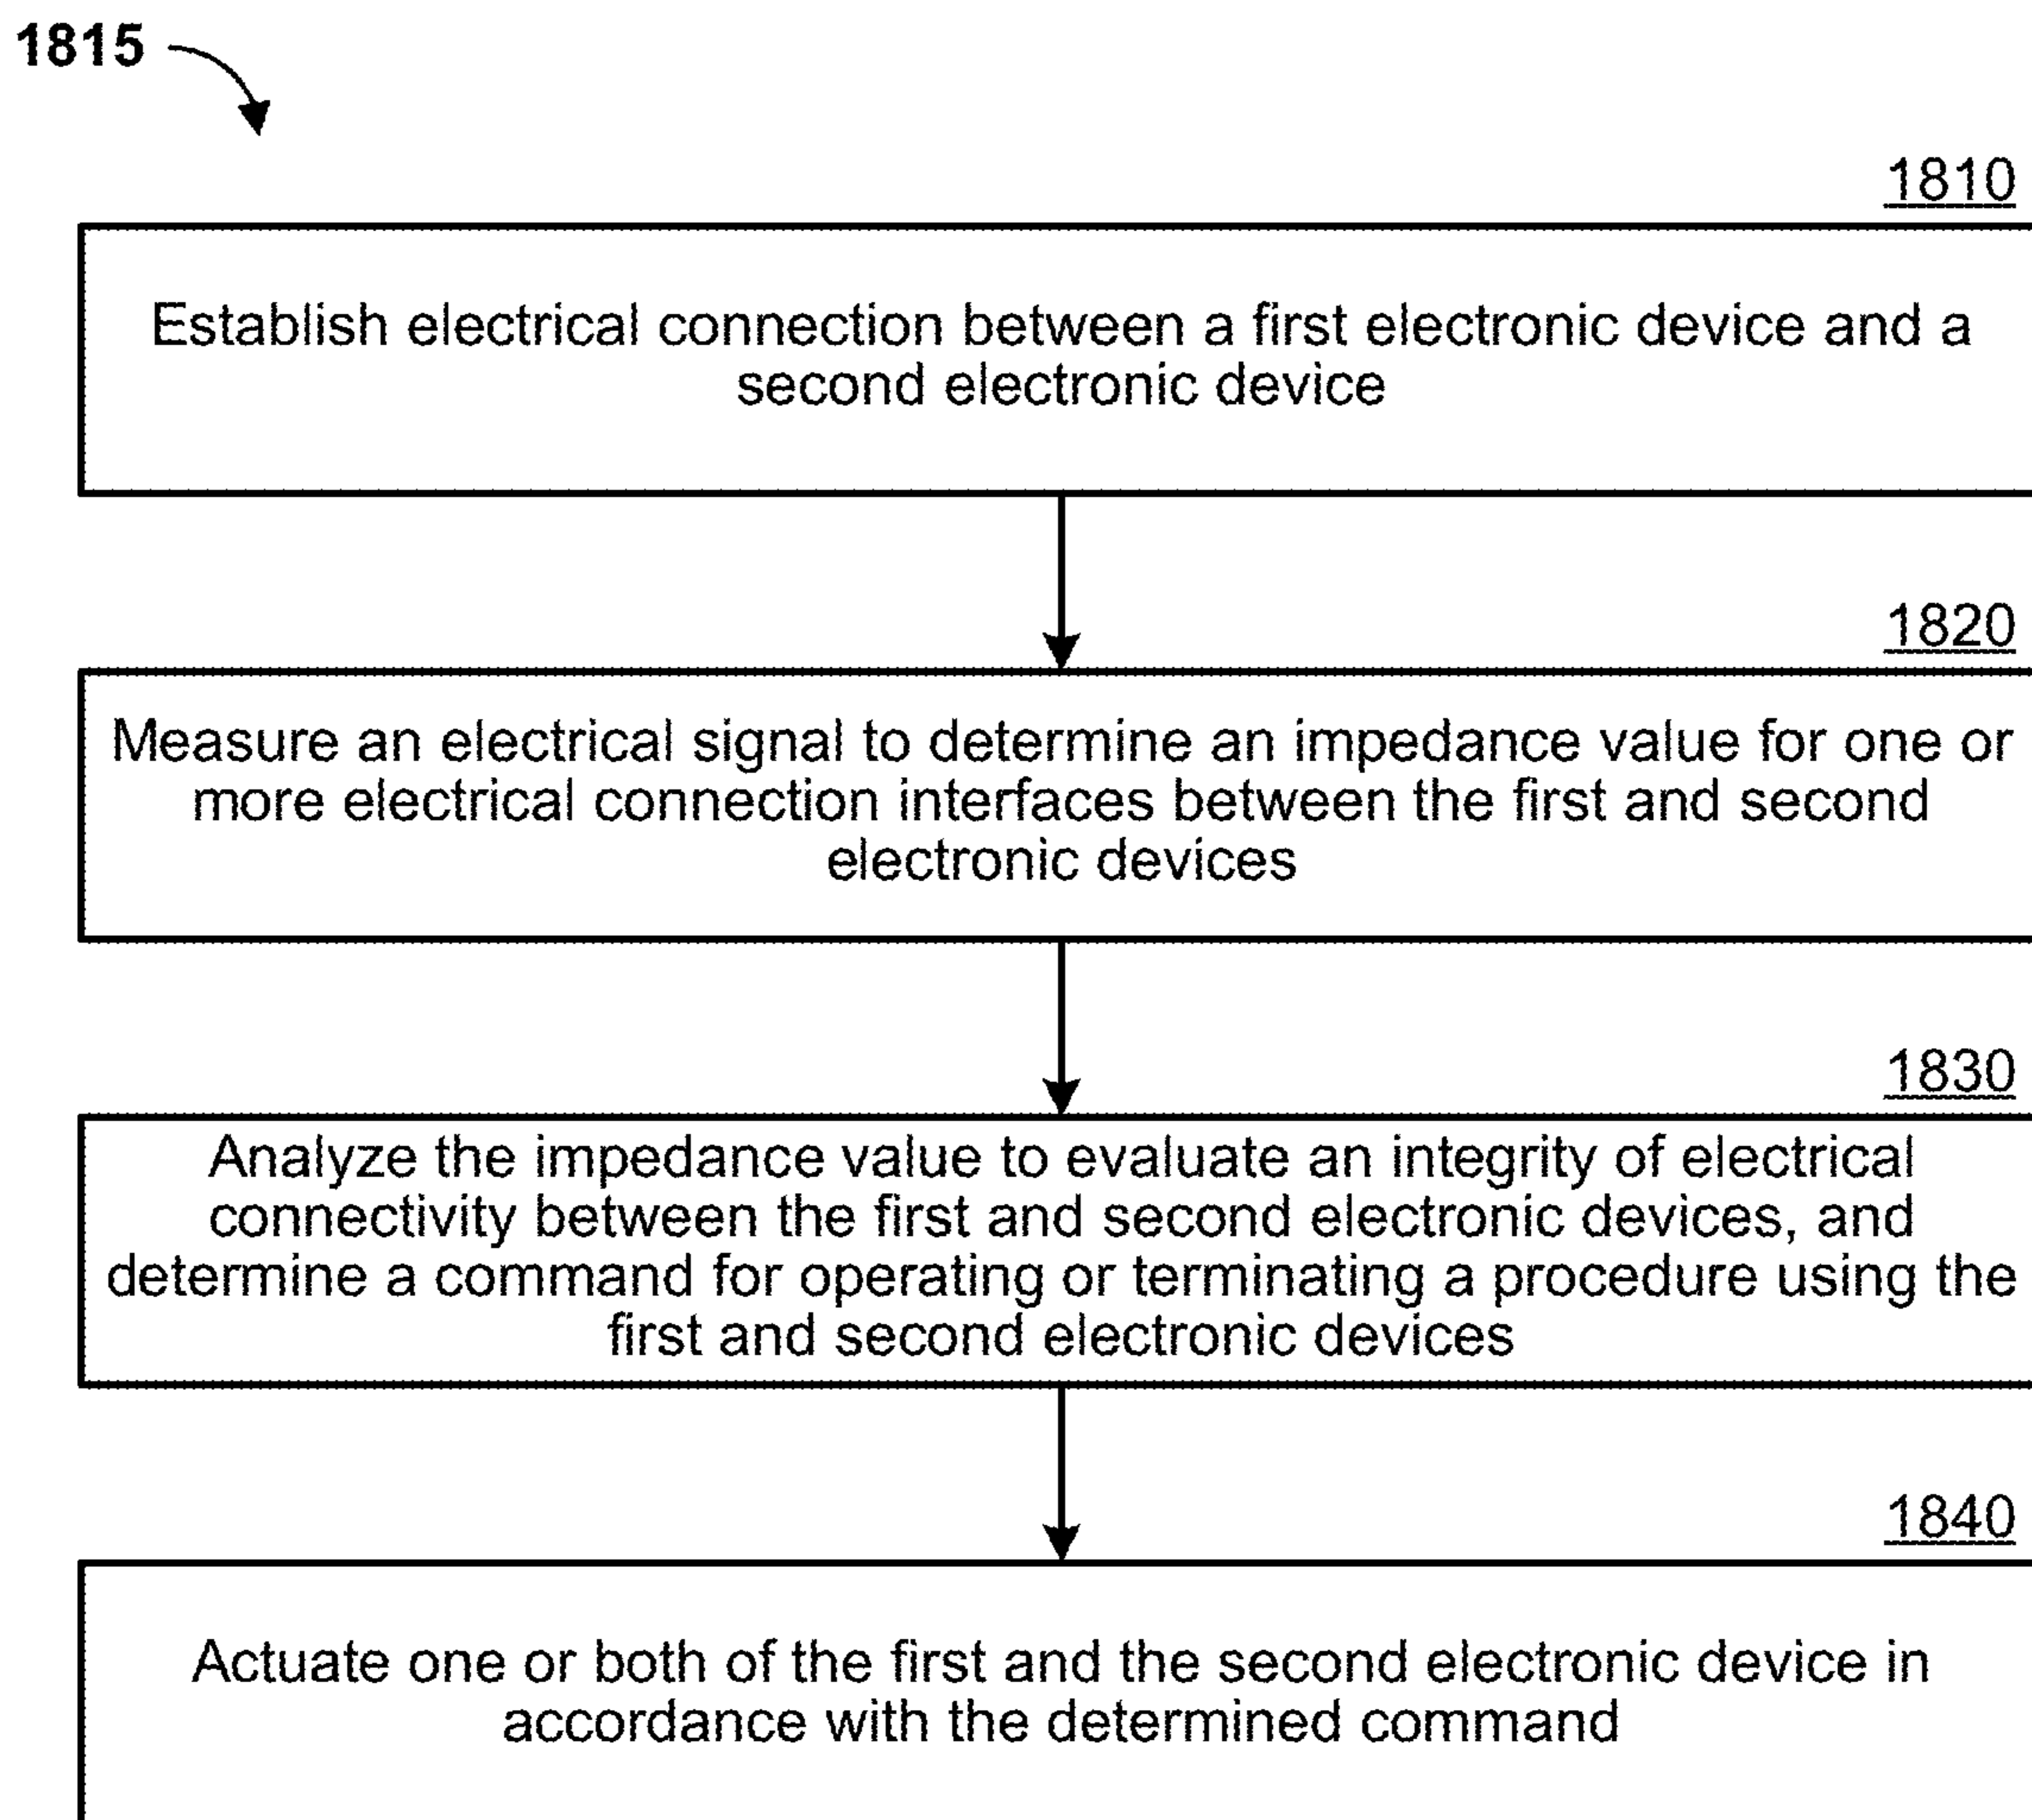 1815
1810
Establish electrical connection between a first electronic device and a
second electronic device
1820
Measure an electrical signal to determine an impedance value for one or
more electrical connection interfaces between the first and second
electronic devices
1830
Analyze the impedance value to evaluate an integrity of electrical
connectivity between the first and second electronic devices, and
determine a command for operating or terminating a procedure using the
first and second electronic devices
1840
Actuate one or both of the first and the second electronic device in
accordance with the determined command